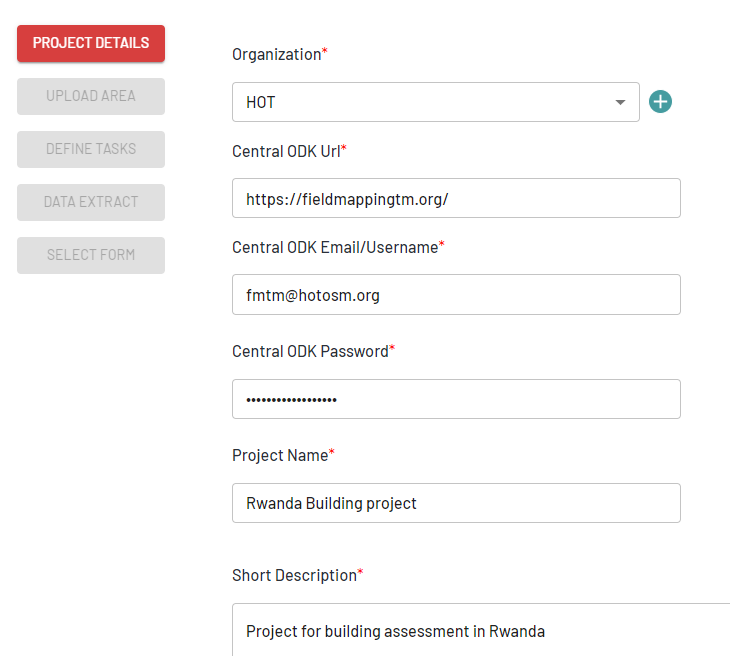 PROJECT DETAILS
UPLOAD AREA
DEFINE TASKS
DATA EXTRACT
SELECT FORM
Organization*
HOT
Central ODK Url*
https://fieldmappingtm.org/
Central ODK Email/Username*
fmtm@hotosm.org
Central ODK Password*
••••••••••••••••••
Project Name*
Rwanda Building project
Short Description*
Project for building assessment in Rwanda